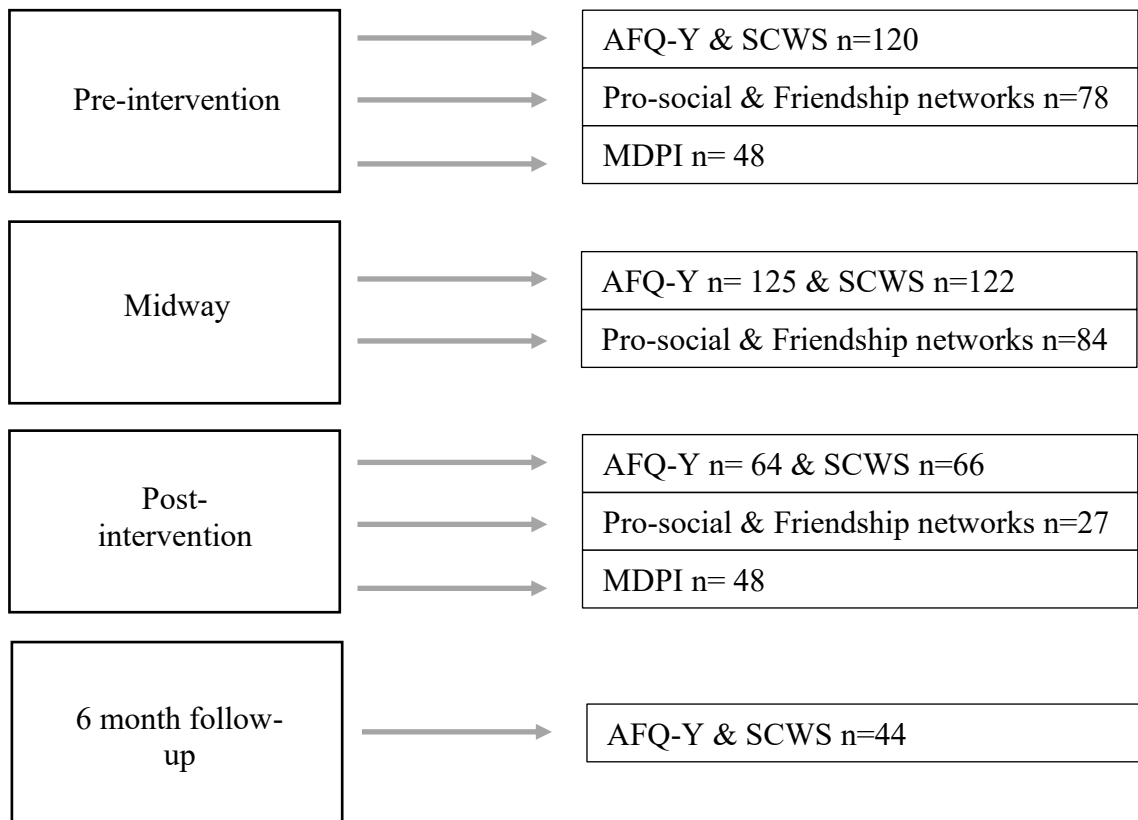 Pre-intervention
AFQ-Y & SCWS n=120
Pro-social & Friendship networks n=78
MDPI n= 48
Midway
AFQ-Y n= 125 & SCWS n=122
Pro-social & Friendship networks n=84
Post-
intervention
AFQ-Y n= 64 & SCWS n=66
Pro-social & Friendship networks n=27
MDPI n= 48
6 month follow-
up
AFQ-Y & SCWS n=44